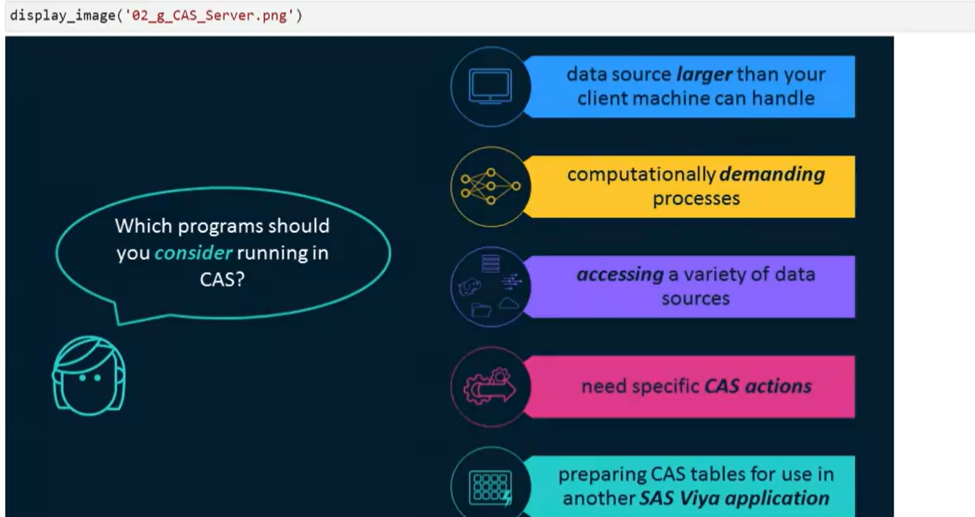 display_image('02_g_CAS_Server.png')
Which programs should
you consider running in
CAS?
data source larger than your
client machine can handle
computationally demanding
processes
accessing a variety of data
sources
need specific CAS actions
preparing CAS tables for use in
another SAS Viya application